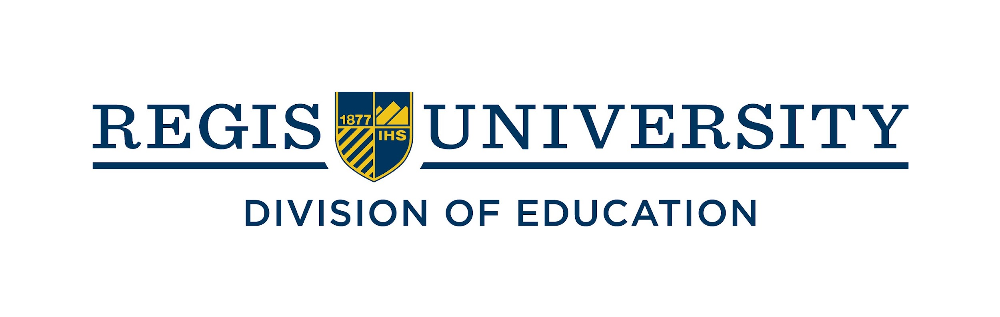 REGIS UNIVERSITY
1877
IHS
DIVISION OF EDUCATION